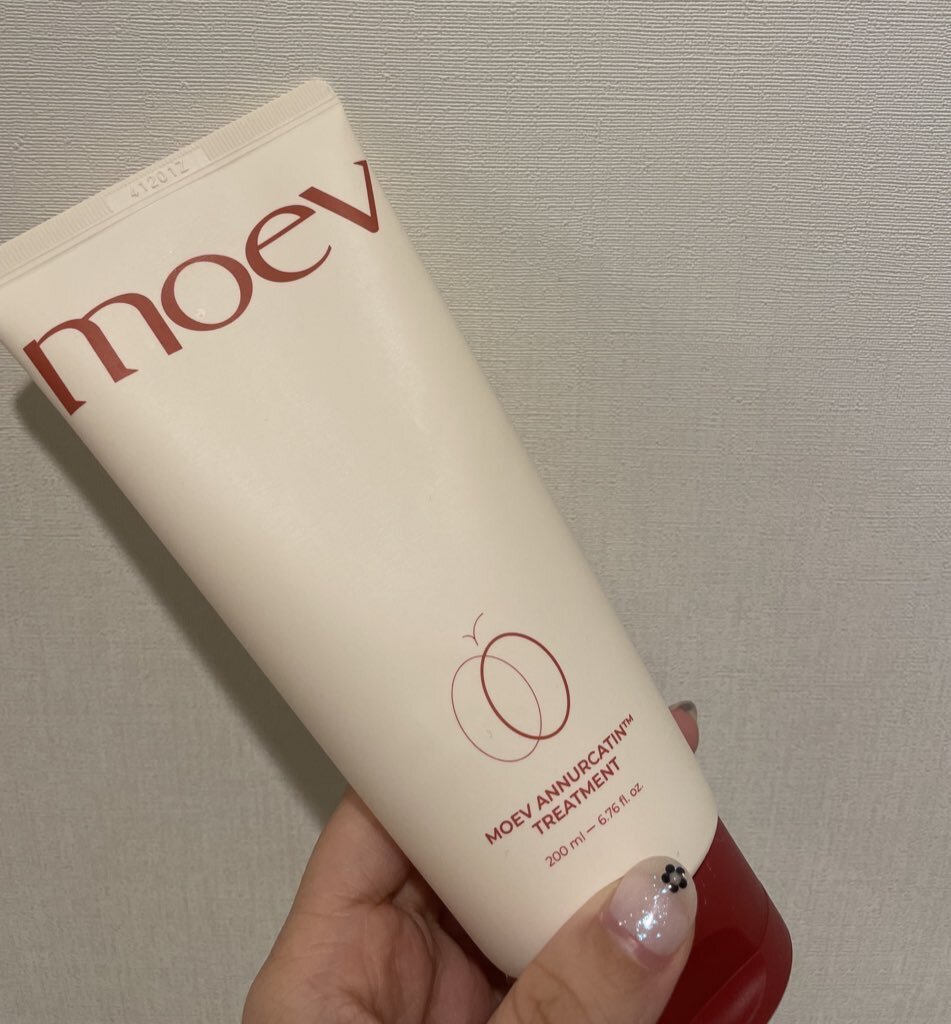 41201Z
moev
MOEV ANNURCATIN™
TREATMENT
200 ml — 6.76 fl. oz.